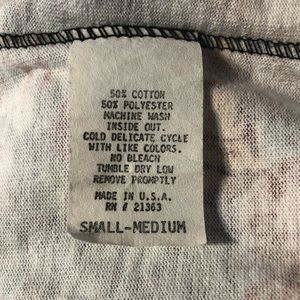 50% COTTON
50% POLYESTER
MACHINE WASH
INSIDE OUT.
COLD DELICATE CYCLE
WITH LIKE COLORS.
NO BLEACH
TUMBLE DRY LOW
REMOVE PROMPTLY
MADE IN U.S.A.
RN # 21363
SMALL-MEDIUM